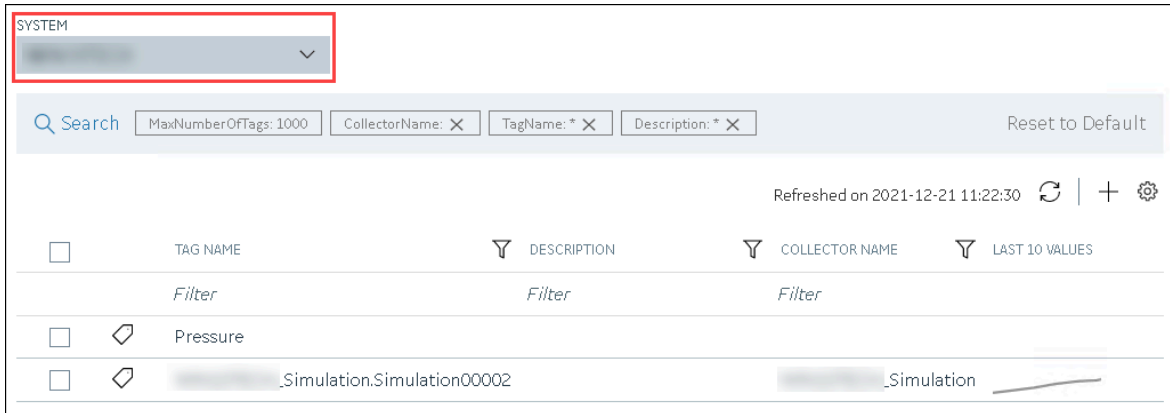 SYSTEM
Search MaxNumberOfTags: 1000 CollectorName: TagName: * Description: * Reset to Default
Refreshed on 2021-12-21 11:22:30
TAG NAME DESCRIPTION COLLECTOR NAME LAST 10 VALUES
Filter Filter Filter
Pressure
_Simulation.Simulation00002 _Simulation